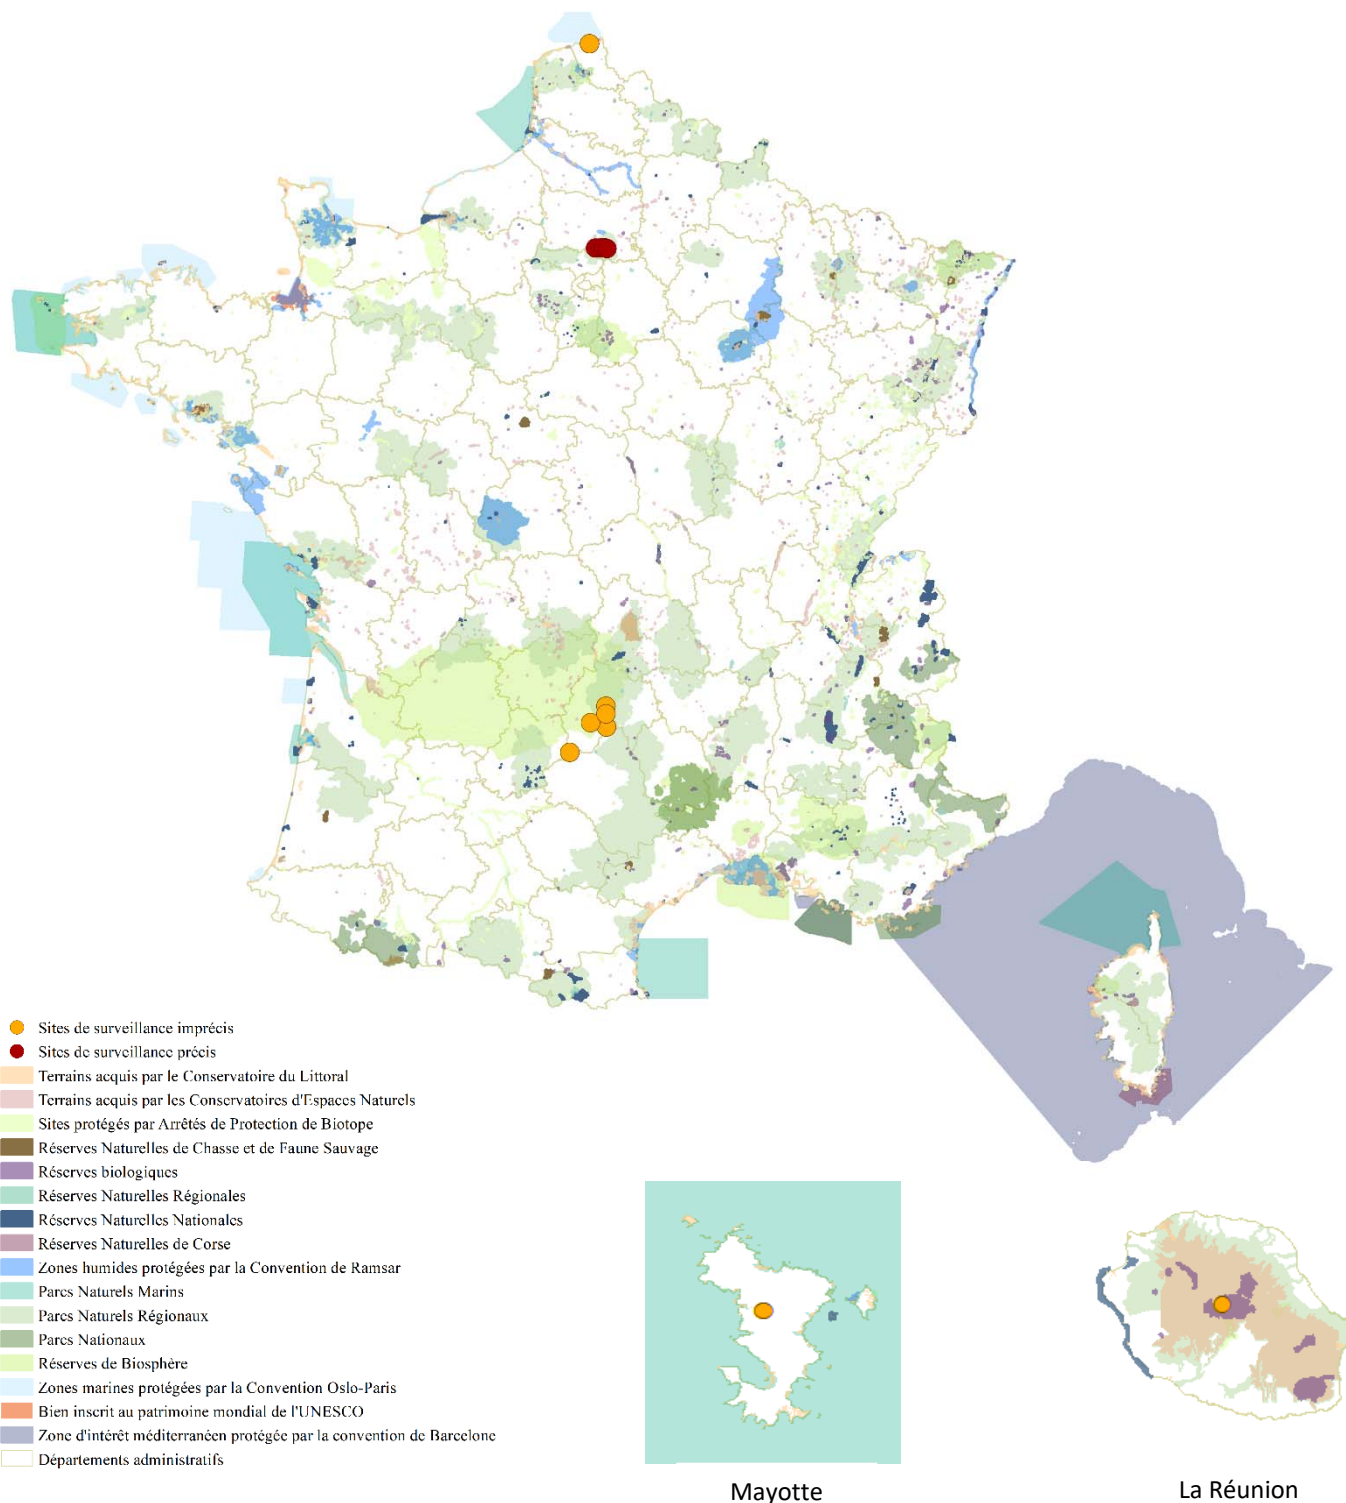 Sites de surveillance imprécis
Sites de surveillance précis
Terrains acquis par le Conservatoire du Littoral
Terrains acquis par les Conservatoires d'Espaces Naturels
Sites protégés par Arrêtés de Protection de Biotope
Réserves Naturelles de Chasse et de Faune Sauvage
Réserves biologiques
Réserves Naturelles Régionales
Réserves Naturelles Nationales
Réserves Naturelles de Corse
Zones humides protégées par la Convention de Ramsar
Parcs Naturels Marins
Parcs Naturels Régionaux
Parcs Nationaux
Réserves de Biosphère
Zones marines protégées par la Convention Oslo-Paris
Bien inscrit au patrimoine mondial de l'UNESCO
Zone d'intérêt méditerranéen protégée par la convention de Barcelone
Départements administratifs
Mayotte
La Réunion